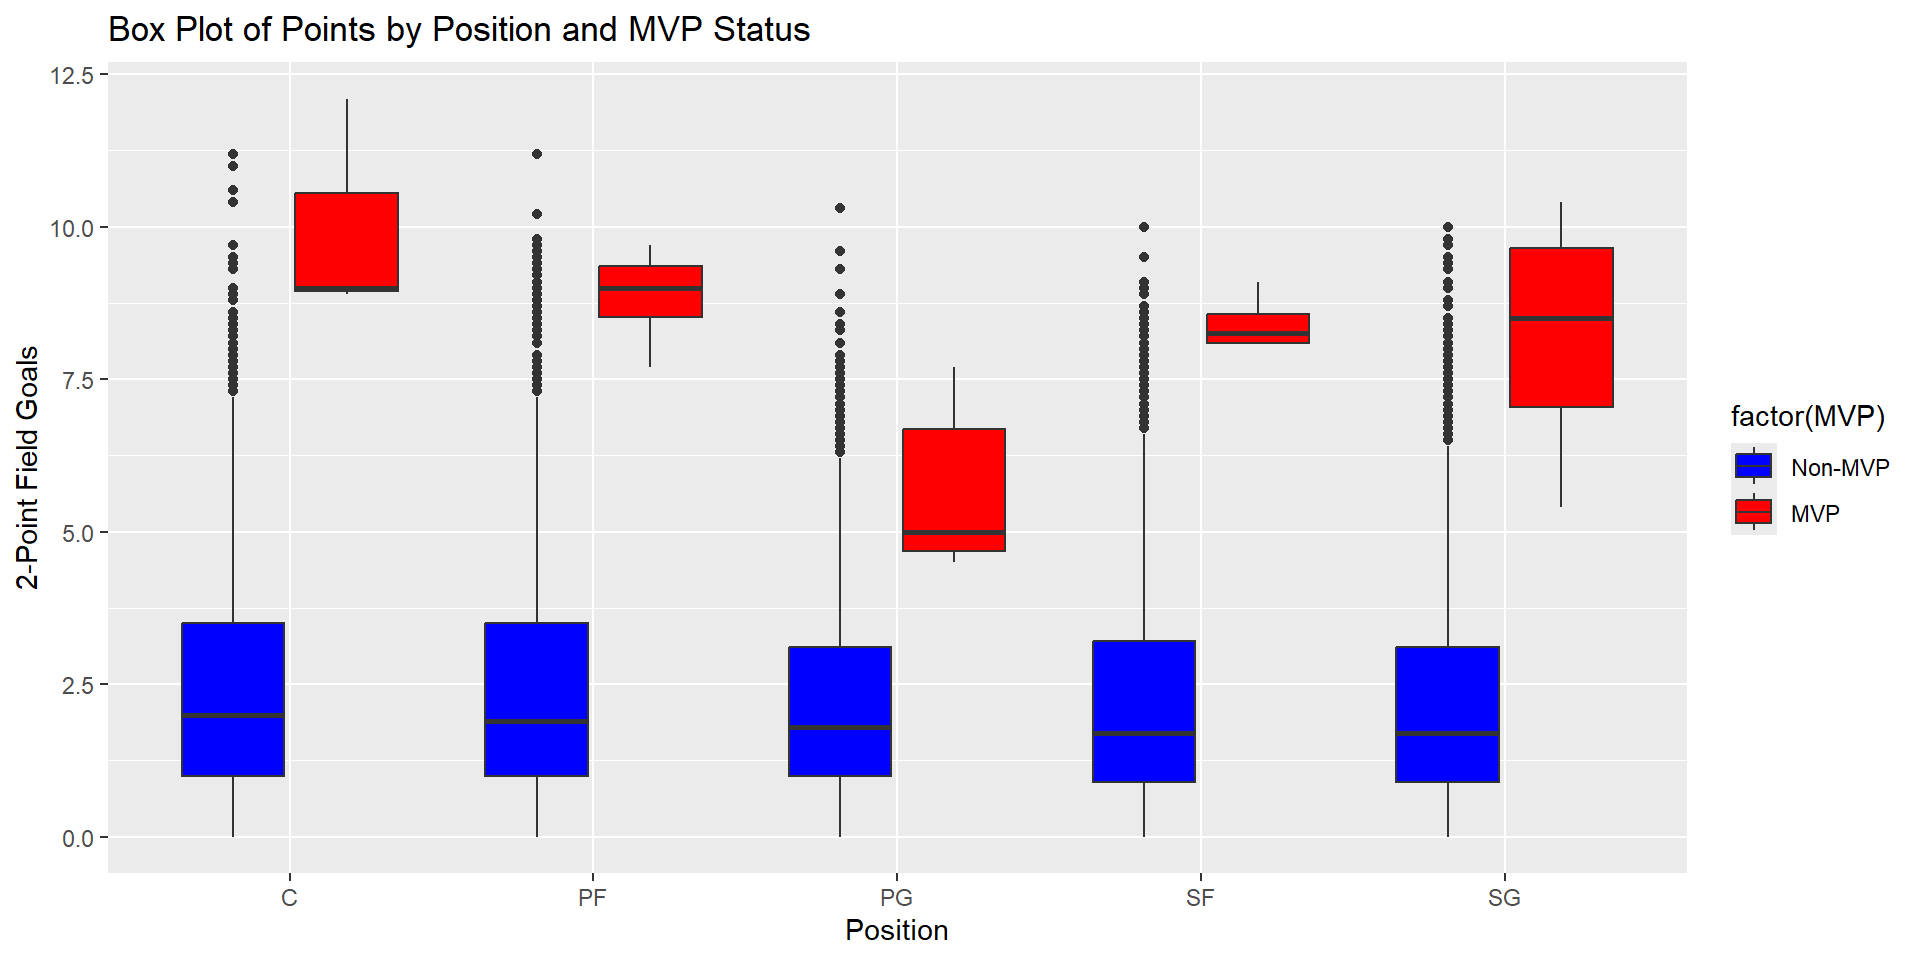 Box Plot of Points by Position and MVP Status
12.5
10.0
7.5
5.0
2.5
0.0
2-Point Field Goals
C PF PG SF SG
Position
factor(MVP)
Non-MVP
MVP